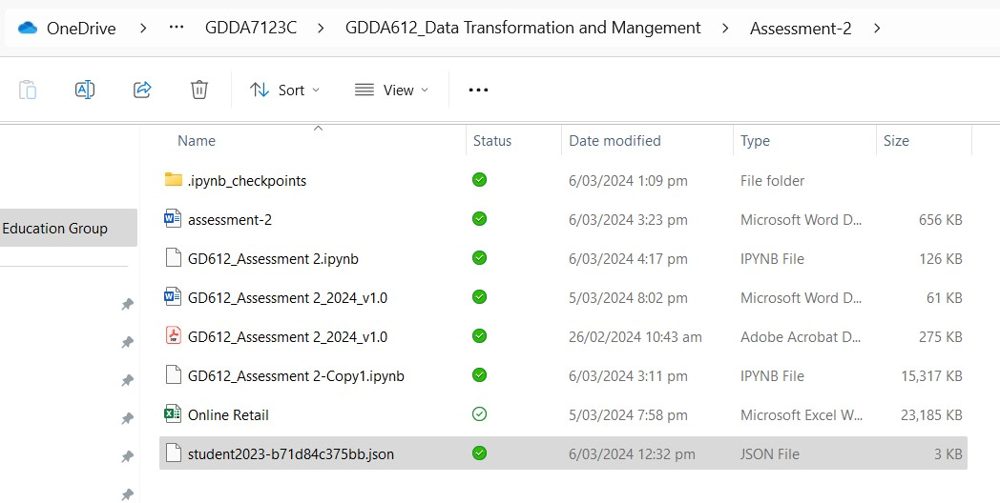 OneDrive > ... GDDA7123C > GDDA612_Data Transformation and Mangement > Assessment-2 >
Sort View ...
Name Status Date modified Type Size
.ipynb_checkpoints 6/03/2024 1:09 pm File folder
Education Group
assessment-2 6/03/2024 3:23 pm Microsoft Word D... 656 KB
GD612_Assessment 2.ipynb 6/03/2024 4:17 pm IPYNB File 126 KB
GD612_Assessment 2_2024_v1.0 5/03/2024 8:02 pm Microsoft Word D... 61 KB
GD612_Assessment 2_2024_v1.0 26/02/2024 10:43 am Adobe Acrobat D... 275 KB
GD612_Assessment 2-Copy1.ipynb 6/03/2024 3:11 pm IPYNB File 15,317 KB
Online Retail 5/03/2024 7:58 pm Microsoft Excel W... 23,185 KB
student2023-b71d84c375bb.json 6/03/2024 12:32 pm JSON File 3 KB